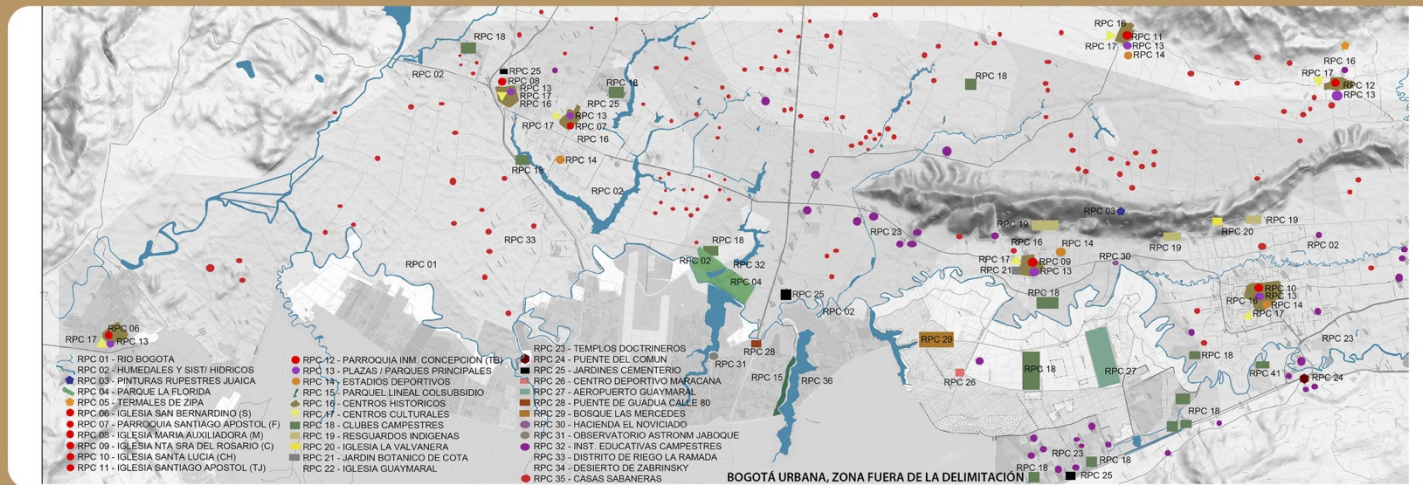 RPC 16
RPC 18
RPC 17
RPC 11
RPC 13
RPC 14
RPC 02
RPC 25
RPC 08
RPC 13
RPC 17
RPC 16
RPC 18
RPC 25
RPC 18
RPC 16
RPC 17
RPC 12
RPC 13
RPC 17
RPC 13
RPC 07
RPC 16
RPC 18
RPC 14
RPC 02
RPC 03
RPC 33
RPC 23
RPC 19
RPC 20
RPC 19
RPC 19
RPC 01
RPC 18
RPC 02
RPC 32
RPC 04
RPC 16
RPC 14
RPC 17
RPC 09
RPC 21
RPC 13
RPC 30
RPC 02
RPC 25
RPC 02
RPC 18
RPC 10
RPC 16
RPC 13
RPC 14
RPC 17
RPC 06
RPC 17
RPC 13
RPC 31
RPC 28
RPC 15
RPC 36
RPC 29
RPC 26
RPC 18
RPC 27
RPC 18
RPC 23
RPC 41
RPC 24
RPC 18
RPC 23
RPC 18
RPC 18
RPC 25
RPC 01 - RIO BOGOTA
RPC 02 - HUMEDALES Y SIST/ HIDRICOS
RPC 03 - PINTURAS RUPESTRES JUAICA
RPC 04 - PARQUE LA FLORIDA
RPC 05 - TERMALES DE ZIPA
RPC 06 - IGLESIA SAN BERNARDINO (S)
RPC 07 - PARROQUIA SANTIAGO APOSTOL (F)
RPC 08 - IGLESIA MARIA AUXILIADORA (M)
RPC 09 - IGLESIA NTA SRA DEL ROSARIO (C)
RPC 10 - IGLESIA SANTA LUCIA (CH)
RPC 11 - IGLESIA SANTIAGO APOSTOL (TJ)
RPC 12 - PARROQUIA INM. CONCEPCION (TB)
RPC 13 - PLAZAS / PARQUES PRINCIPALES
RPC 14 - ESTADIOS DEPORTIVOS
RPC 15 - PARQUEL LINEAL COLSUBSIDIO
RPC 16 - CENTROS HISTORICOS
RPC 17 - CENTROS CULTURALES
RPC 18 - CLUBES CAMPESTRES
RPC 19 - RESGUARDOS INDIGENAS
RPC 20 - IGLESIA LA VALVANERA
RPC 21 - JARDIN BOTANICO DE COTA
RPC 22 - IGLESIA GUAYMARAL
RPC 23 - TEMPLOS DOCTRINEROS
RPC 24 - PUENTE DEL COMUN
RPC 25 - JARDINES CEMENTERIO
RPC 26 - CENTRO DEPORTIVO MARACANA
RPC 27 - AEROPUERTO GUAYMARAL
RPC 28 - PUENTE DE GUADUA CALLE 80
RPC 29 - BOSQUE LAS MERCEDES
RPC 30 - HACIENDA EL NOVICIADO
RPC 31 - OBSERVATORIO ASTRONM JABOQUE
RPC 32 - INST. EDUCATIVAS CAMPESTRES
RPC 33 - DISTRITO DE RIEGO LA RAMADA
RPC 34 - DESIERTO DE ZABRINSKY
RPC 35 - CASAS SABANERAS
BOGOTÁ URBANA, ZONA FUERA DE LA DELIMITACIÓN